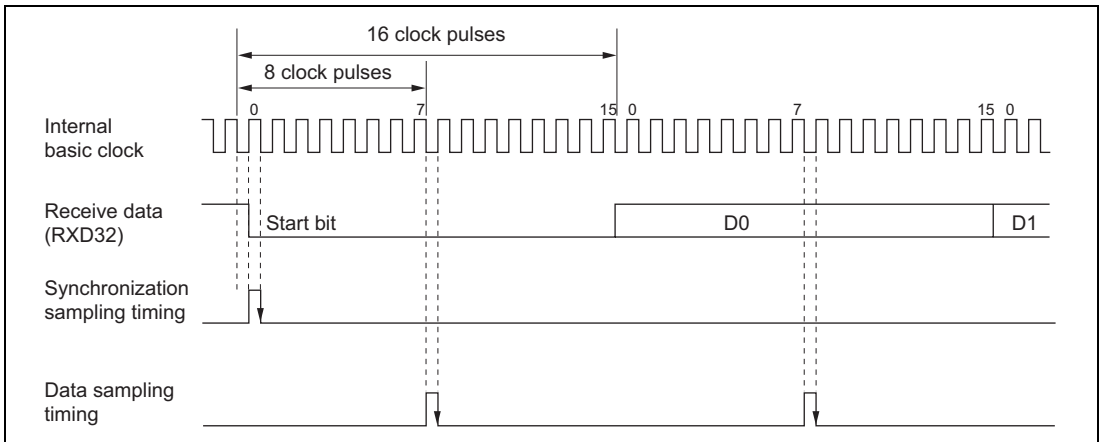 16 clock pulses
8 clock pulses
0 7 15 0 7 15 0
Internal
basic clock
Receive data
(RXD32)
Start bit D0 D1
Synchronization
sampling timing
Data sampling
timing